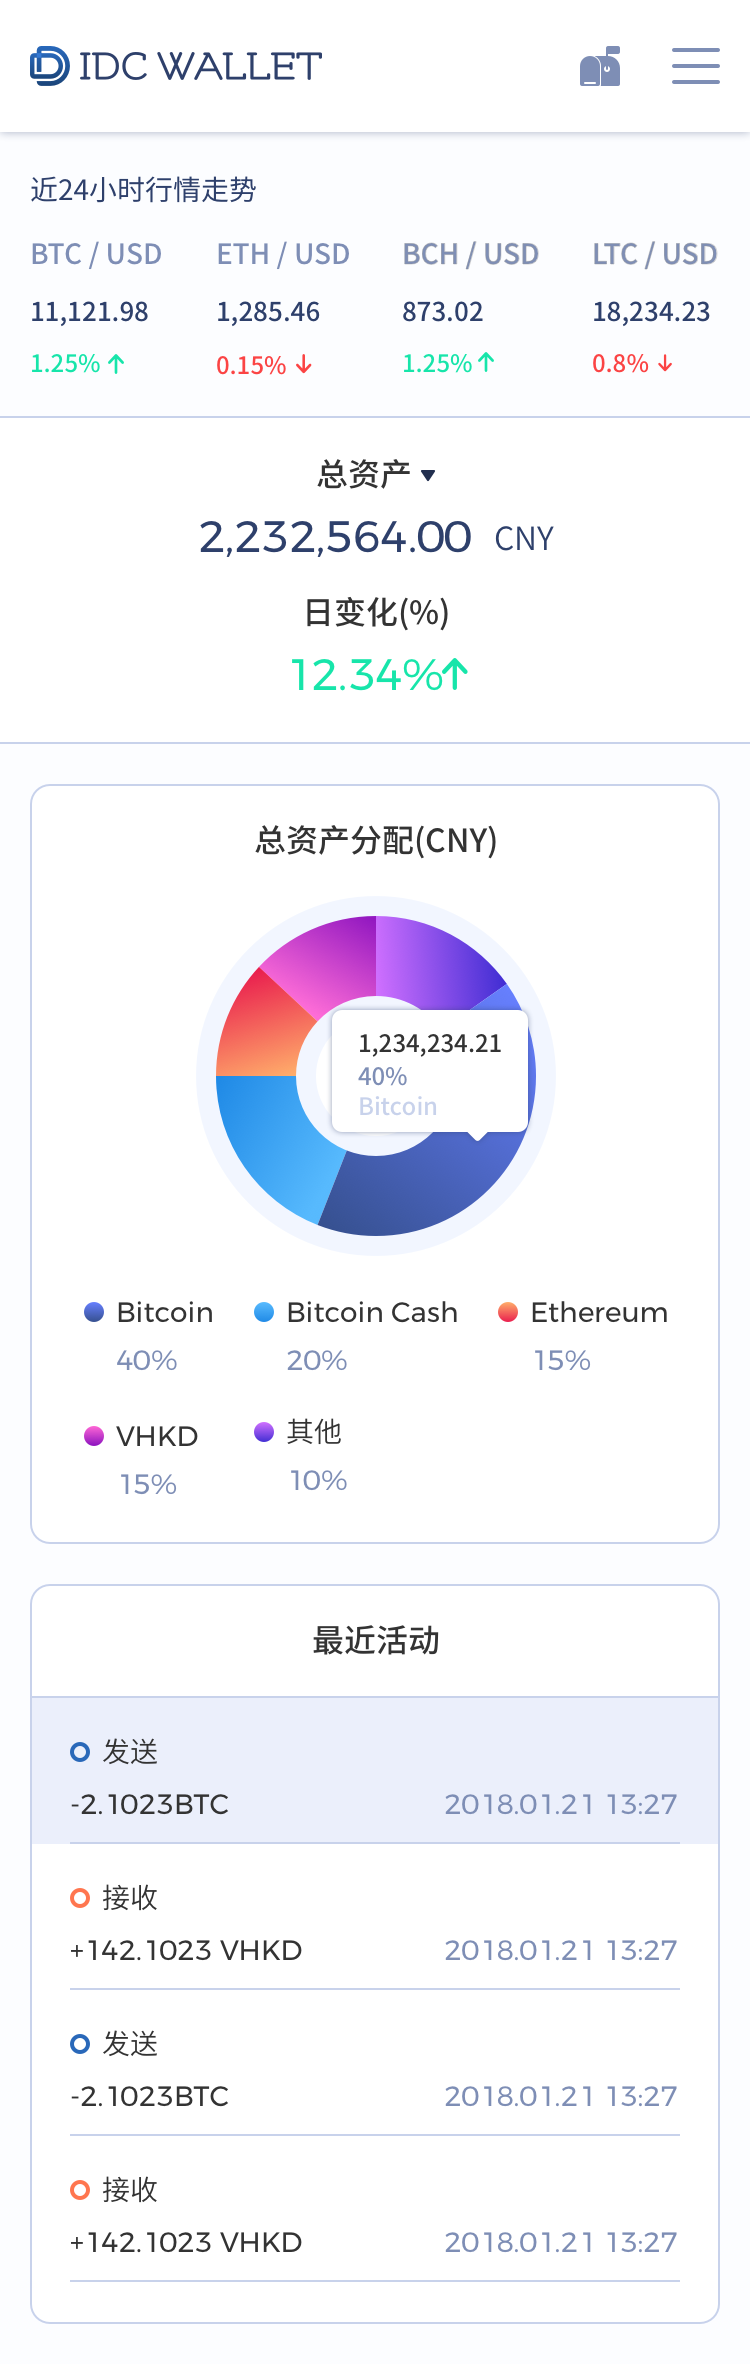 IDC WALLET
近24小时行情走势
BTC / USD ETH / USD BCH / USD LTC / USD
11,121.98 1,285.46 873.02 18,234.23
1.25% 0.15% 1.25% 0.8%
总资产
2,232,564.00 CNY
日变化(%)
12.34%
总资产分配(CNY)
1,234,234.21
40%
Bitcoin
Bitcoin Bitcoin Cash Ethereum
40% 20% 15%
VHKD 其他
15% 10%
最近活动
发送
-2.1023BTC 2018.01.21 13:27
接收
+142.1023 VHKD 2018.01.21 13:27
发送
-2.1023BTC 2018.01.21 13:27
接收
+142.1023 VHKD 2018.01.21 13:27